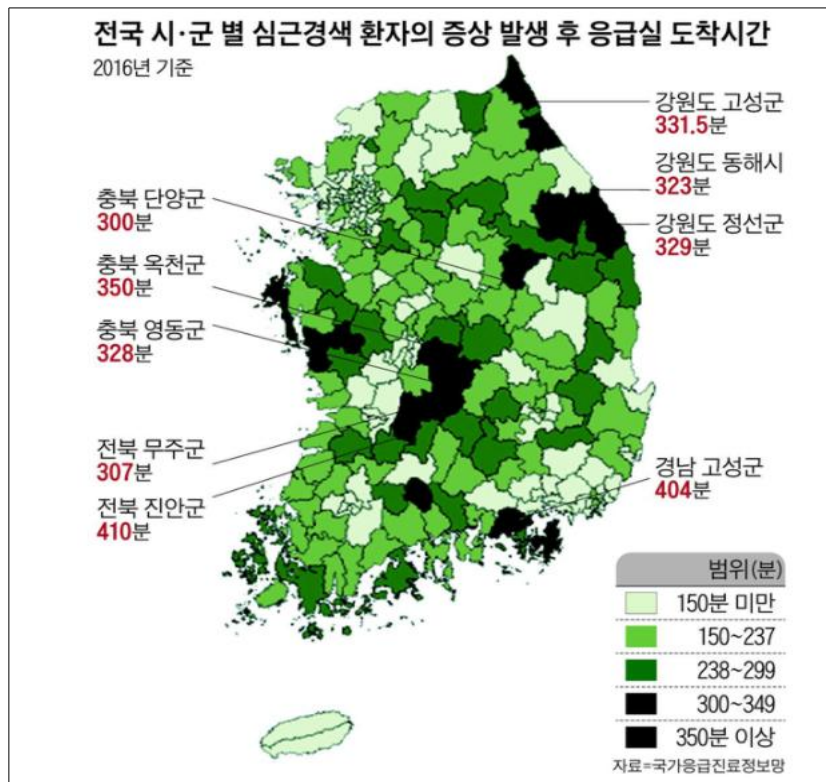 전국 시·군 별 심근경색 환자의 증상 발생 후 응급실 도착시간
2016년 기준
강원도 고성군
331.5분
강원도 동해시
323분
강원도 정선군
329분
충북 단양군
300분
충북 옥천군
350분
충북 영동군
328분
전북 무주군
307분
전북 진안군
410분
경남 고성군
404분
범위(분)
150분 미만
150~237
238~299
300~349
350분 이상
자료=국가응급진료정보망